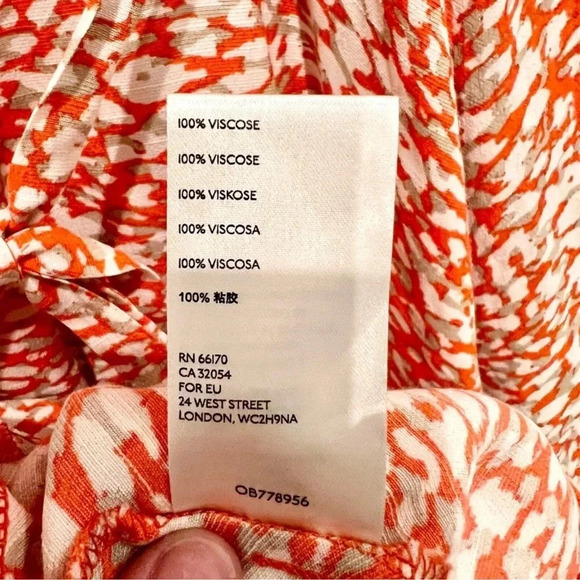 100% VISCOSE
100% VISCOSE
100% VISKOSE
100% VISCOSA
100% VISCOSA
100% 粘胶
RN 66170
CA 32054
FOR EU
24 WEST STREET
LONDON, WC2H9NA
OB778956